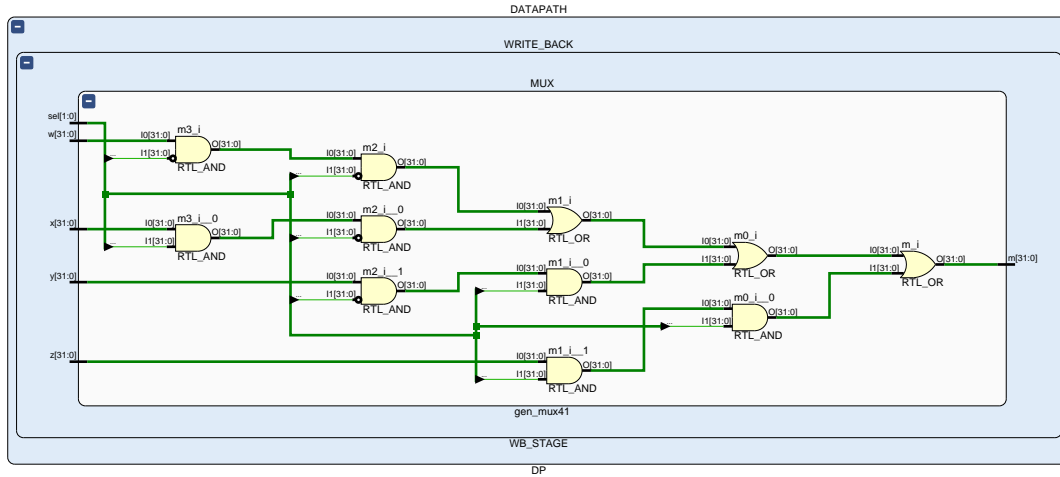 DATAPATH
WRITE_BACK
MUX
sel[1:0]
w[31:0]
x[31:0]
y[31:0]
z[31:0]
m3_i
I0[31:0]
I1[31:0]
O[31:0]
RTL_AND
...
m3_i__0
I0[31:0]
I1[31:0]
O[31:0]
RTL_AND
...
m2_i
I0[31:0]
I1[31:0]
O[31:0]
RTL_AND
...
m2_i__0
I0[31:0]
I1[31:0]
O[31:0]
RTL_AND
...
m2_i__1
I0[31:0]
I1[31:0]
O[31:0]
RTL_AND
...
m1_i
I0[31:0]
I1[31:0]
O[31:0]
RTL_OR
m1_i__0
I0[31:0]
I1[31:0]
O[31:0]
RTL_AND
...
m1_i__1
I0[31:0]
I1[31:0]
O[31:0]
RTL_AND
...
m0_i
I0[31:0]
I1[31:0]
O[31:0]
RTL_OR
m0_i__0
I0[31:0]
I1[31:0]
O[31:0]
RTL_AND
...
m_i
I0[31:0]
I1[31:0]
O[31:0]
RTL_OR
m[31:0]
gen_mux41
WB_STAGE
DP